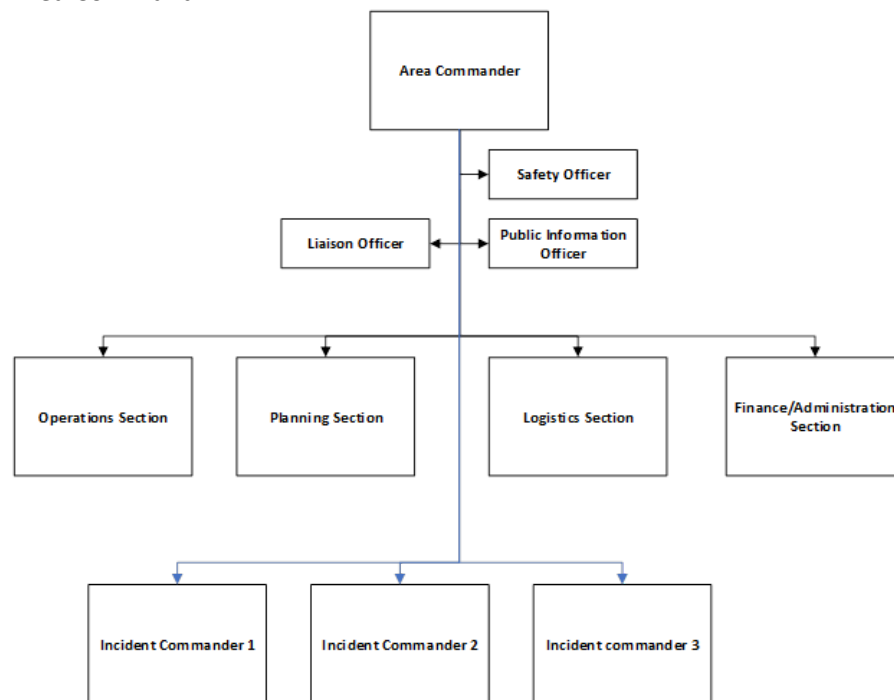 Area Commander
Safety Officer
Liaison Officer
Public Information
Officer
Operations Section
Planning Section
Logistics Section
Finance/Administration
Section
Incident Commander 1
Incident Commander 2
Incident commander 3